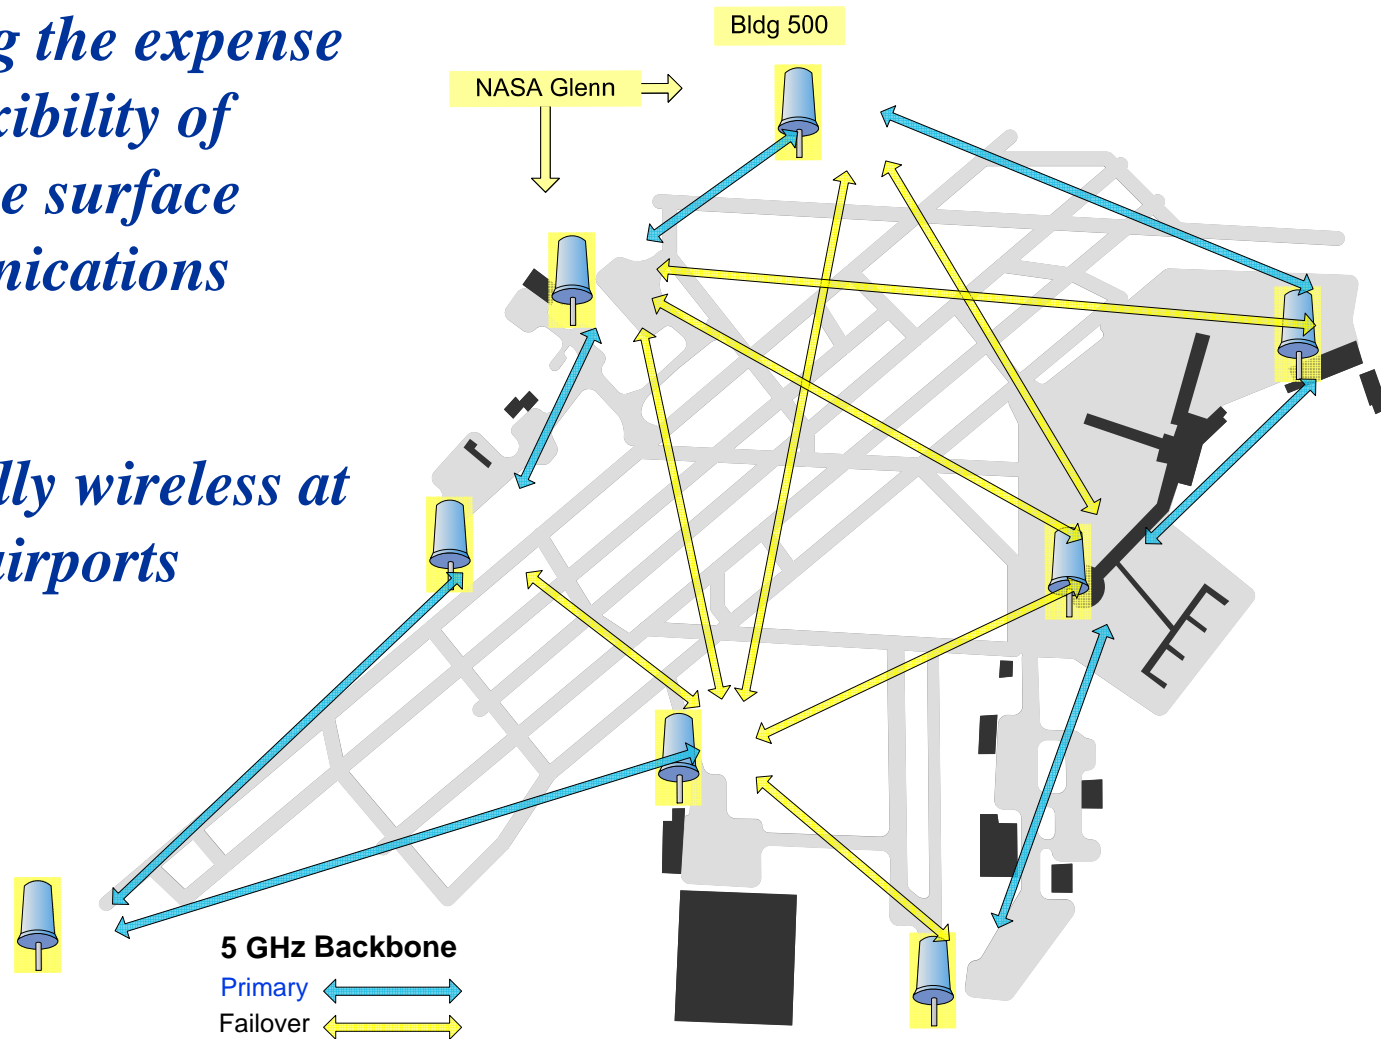 g the expense
xibility of
e surface
nications
lly wireless at
airports
Bldg 500
NASA Glenn
5 GHz Backbone
Primary
Failover